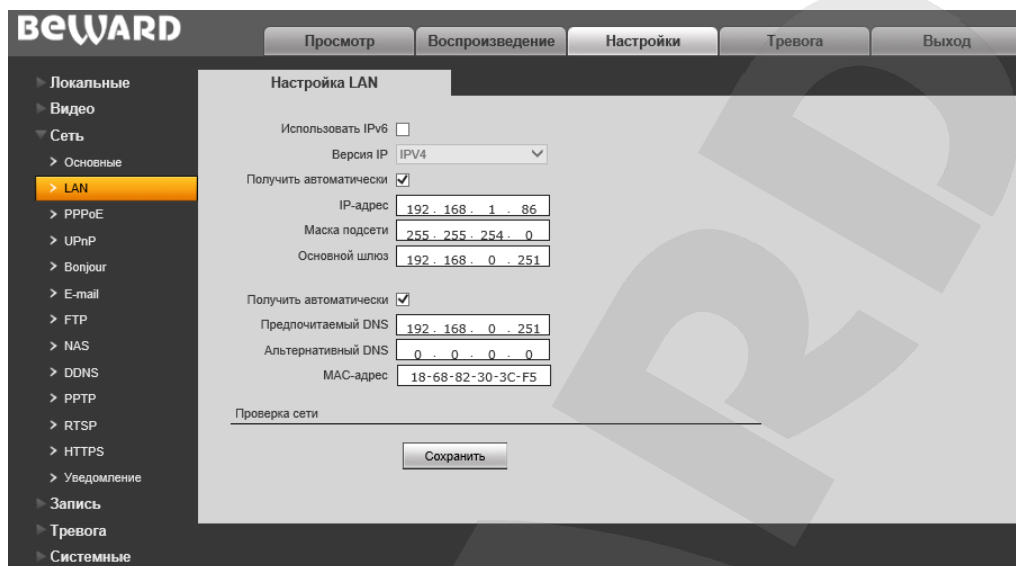 BEWARD
Просмотр Воспроизведение Настройки Тревога Выход
Локальные
Видео
Сеть
Основные
LAN
PPPoE
UPnP
Bonjour
E-mail
FTP
NAS
DDNS
PPTP
RTSP
HTTPS
Уведомление
Запись
Тревога
Системные
Настройка LAN
Использовать IPv6
Версия IP IPV4
Получить автоматически
IP-адрес 192 . 168 . 1 . 86
Маска подсети 255 . 255 . 254 . 0
Основной шлюз 192 . 168 . 0 . 251
Получить автоматически
Предпочитаемый DNS 192 . 168 . 0 . 251
Альтернативный DNS 0 . 0 . 0 . 0
MAC-адрес 18-68-82-30-3C-F5
Проверка сети
Сохранить